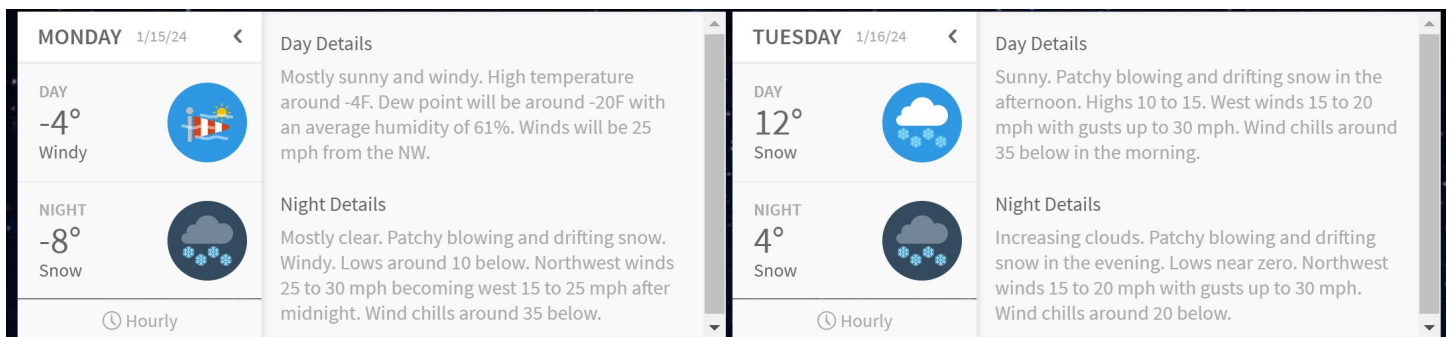 MONDAY 1/15/24
DAY
-4°
Windy
NIGHT
-8°
Snow
Hourly
Day Details
Mostly sunny and windy. High temperature
around -4F. Dew point will be around -20F with
an average humidity of 61%. Winds will be 25
mph from the NW.
Night Details
Mostly clear. Patchy blowing and drifting snow.
Windy. Lows around 10 below. Northwest winds
25 to 30 mph becoming west 15 to 25 mph after
midnight. Wind chills around 35 below.
TUESDAY 1/16/24
DAY
12°
Snow
NIGHT
4°
Snow
Hourly
Day Details
Sunny. Patchy blowing and drifting snow in the
afternoon. Highs 10 to 15. West winds 15 to 20
mph with gusts up to 30 mph. Wind chills around
35 below in the morning.
Night Details
Increasing clouds. Patchy blowing and drifting
snow in the evening. Lows near zero. Northwest
winds 15 to 20 mph with gusts up to 30 mph.
Wind chills around 20 below.